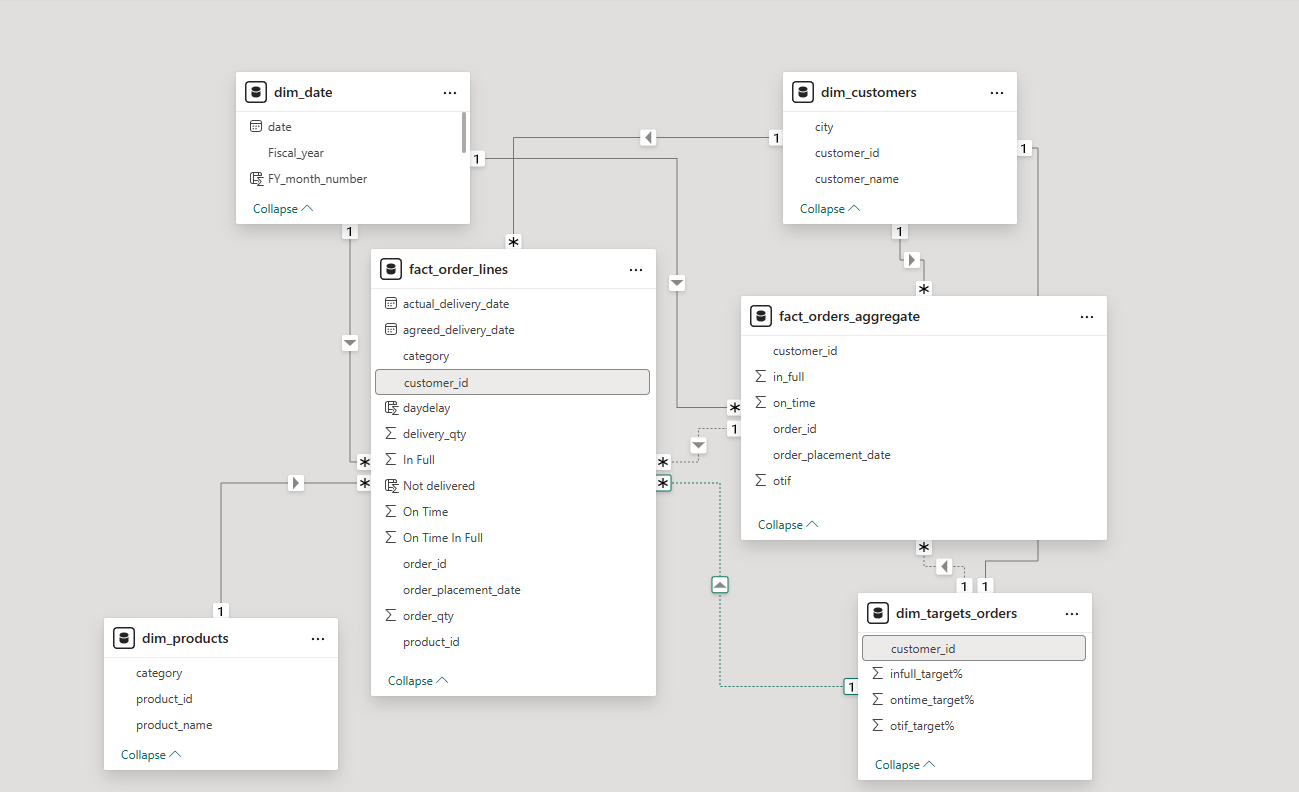 dim_date
...
date
Fiscal_year
FY_month_number
Collapse
dim_customers
...
city
customer_id
customer_name
Collapse
1
1
1
1
1
*
*
fact_order_lines
...
actual_delivery_date
agreed_delivery_date
category
customer_id
daydelay
Σ delivery_qty
Σ In Full
Not delivered
Σ On Time
Σ On Time In Full
order_id
order_placement_date
Σ order_qty
product_id
Collapse
fact_orders_aggregate
...
customer_id
Σ in_full
Σ on_time
order_id
order_placement_date
Σ otif
Collapse
*
1
*
*
*
*
*
1
1
1
1
dim_products
...
category
product_id
product_name
Collapse
dim_targets_orders
...
customer_id
Σ infull_target%
Σ ontime_target%
Σ otif_target%
Collapse